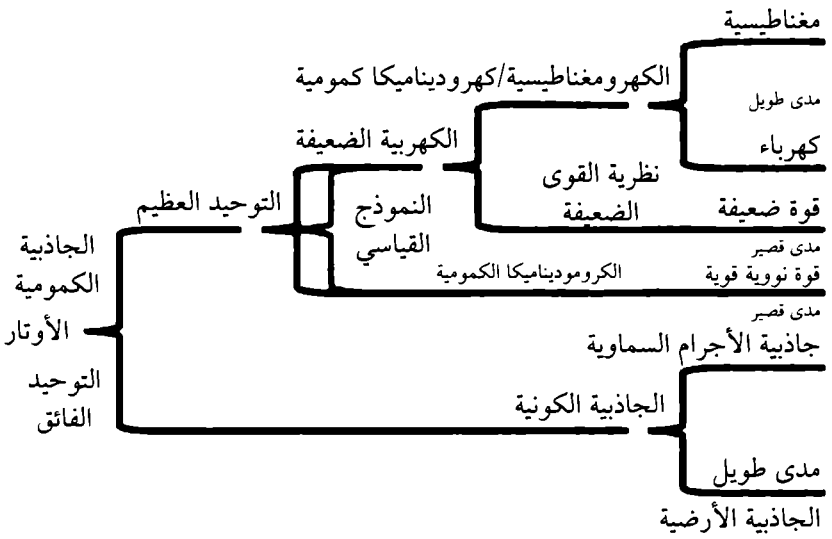 مغناطيسية
الكهرومغناطيسية/كهروديناميكا كمومية
مدى طويل
كهرباء
الكهربية الضعيفة
نظرية القوى
الضعيفة
قوة ضعيفة
التوحيد العظيم
النموذج
القياسي
مدى قصير
الكروموديناميكا الكمومية
قوة نووية قوية
مدى قصير
الجاذبية
الكمومية
الأوتار
التوحيد
الفائق
جاذبية الأجرام السماوية
الجاذبية الكونية
مدى طويل
الجاذبية الأرضية